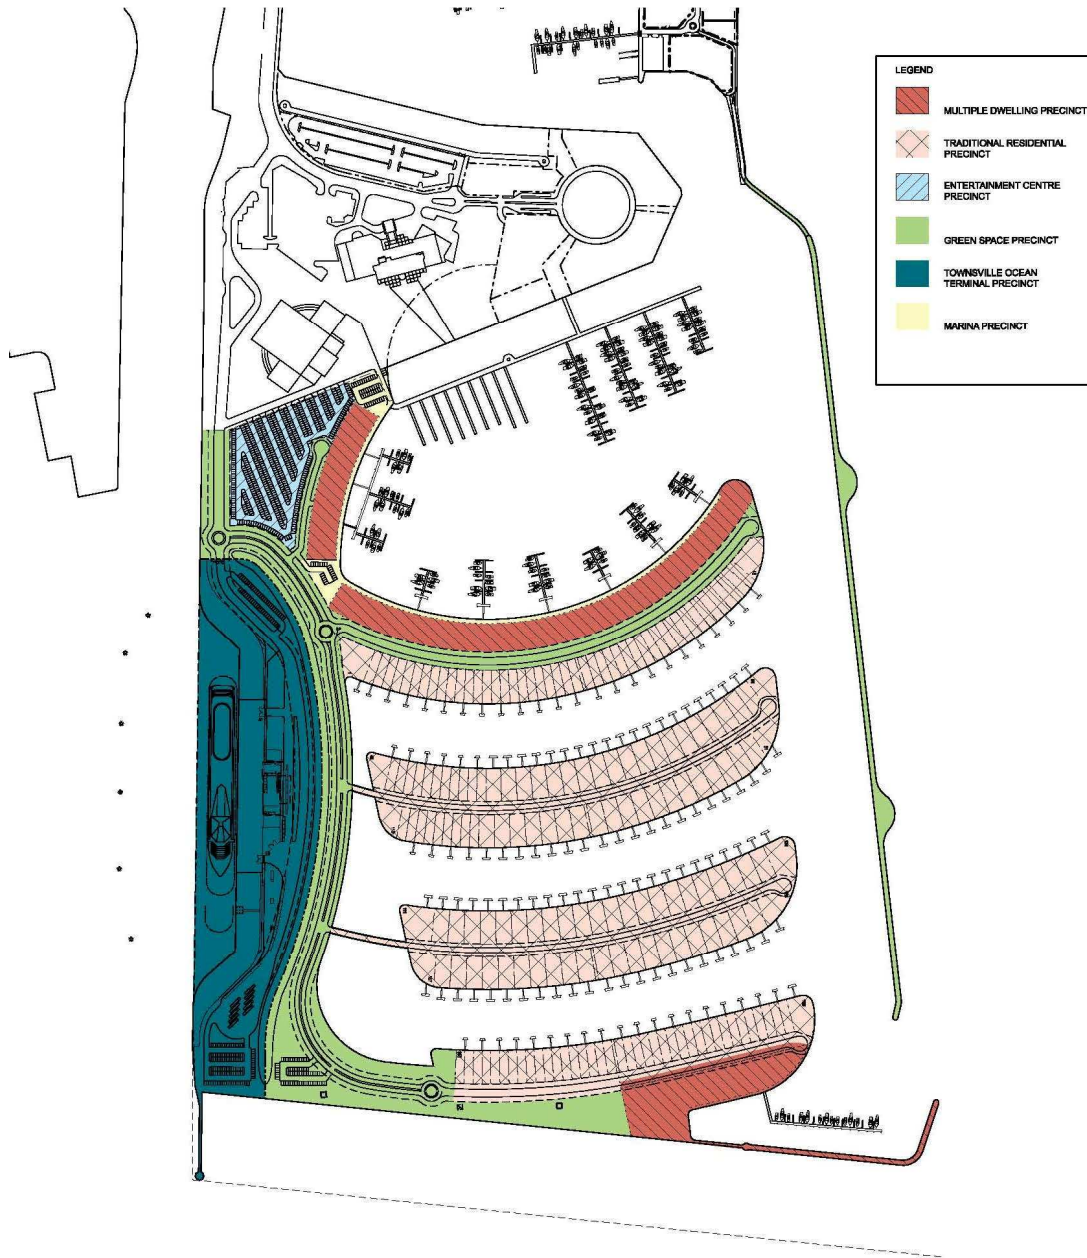 LEGEND
MULTIPLE DWELLING PRECINCT
TRADITIONAL RESIDENTIAL
PRECINCT
ENTERTAINMENT CENTRE
PRECINCT
GREEN SPACE PRECINCT
TOWNSVILLE OCEAN
TERMINAL PRECINCT
MARINA PRECINCT